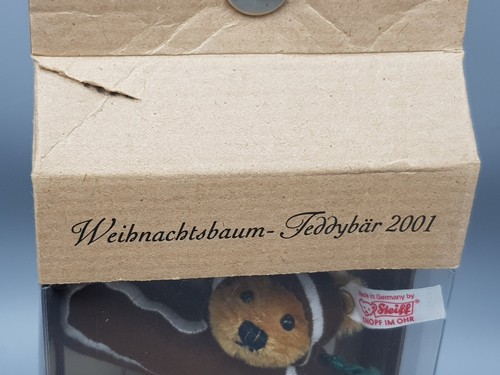 Weihnachtsbaum-Teddybär 2001
Made in Germany by
Steiff
KNOPF IM OHR